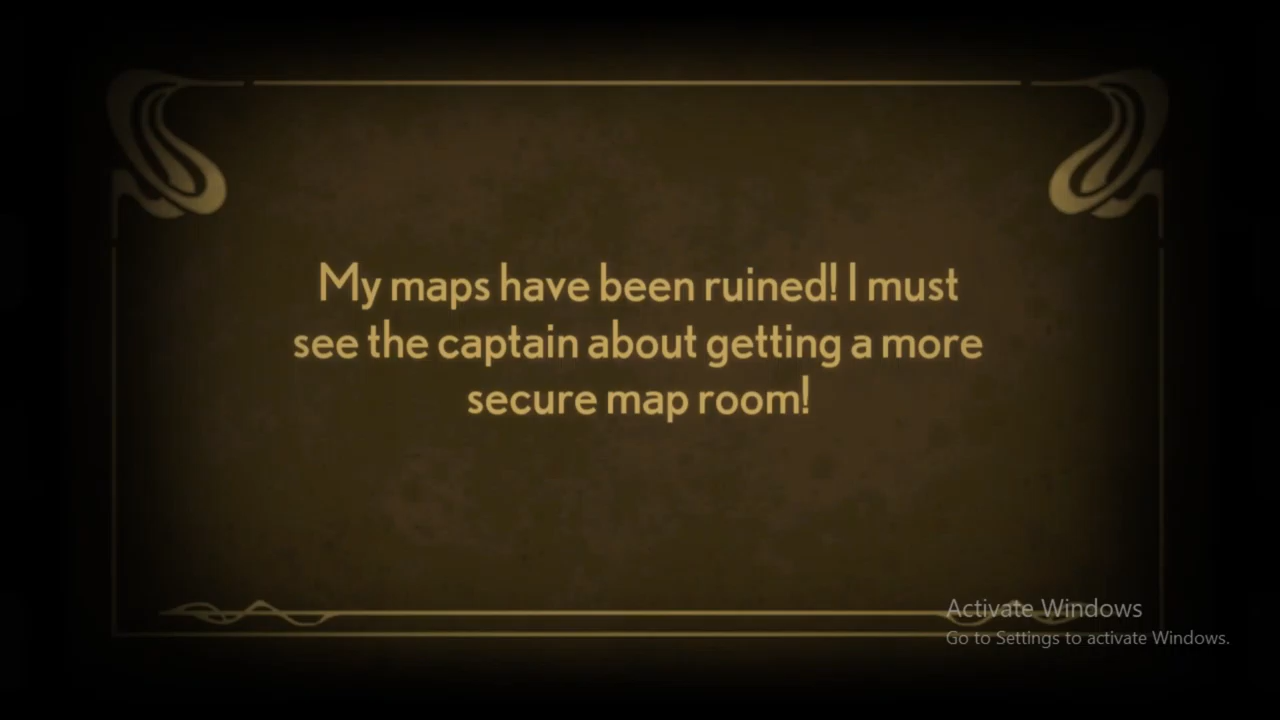 My maps have been ruined! I must
see the captain about getting a more
secure map room!
Activate Windows
Go to Settings to activate Windows.